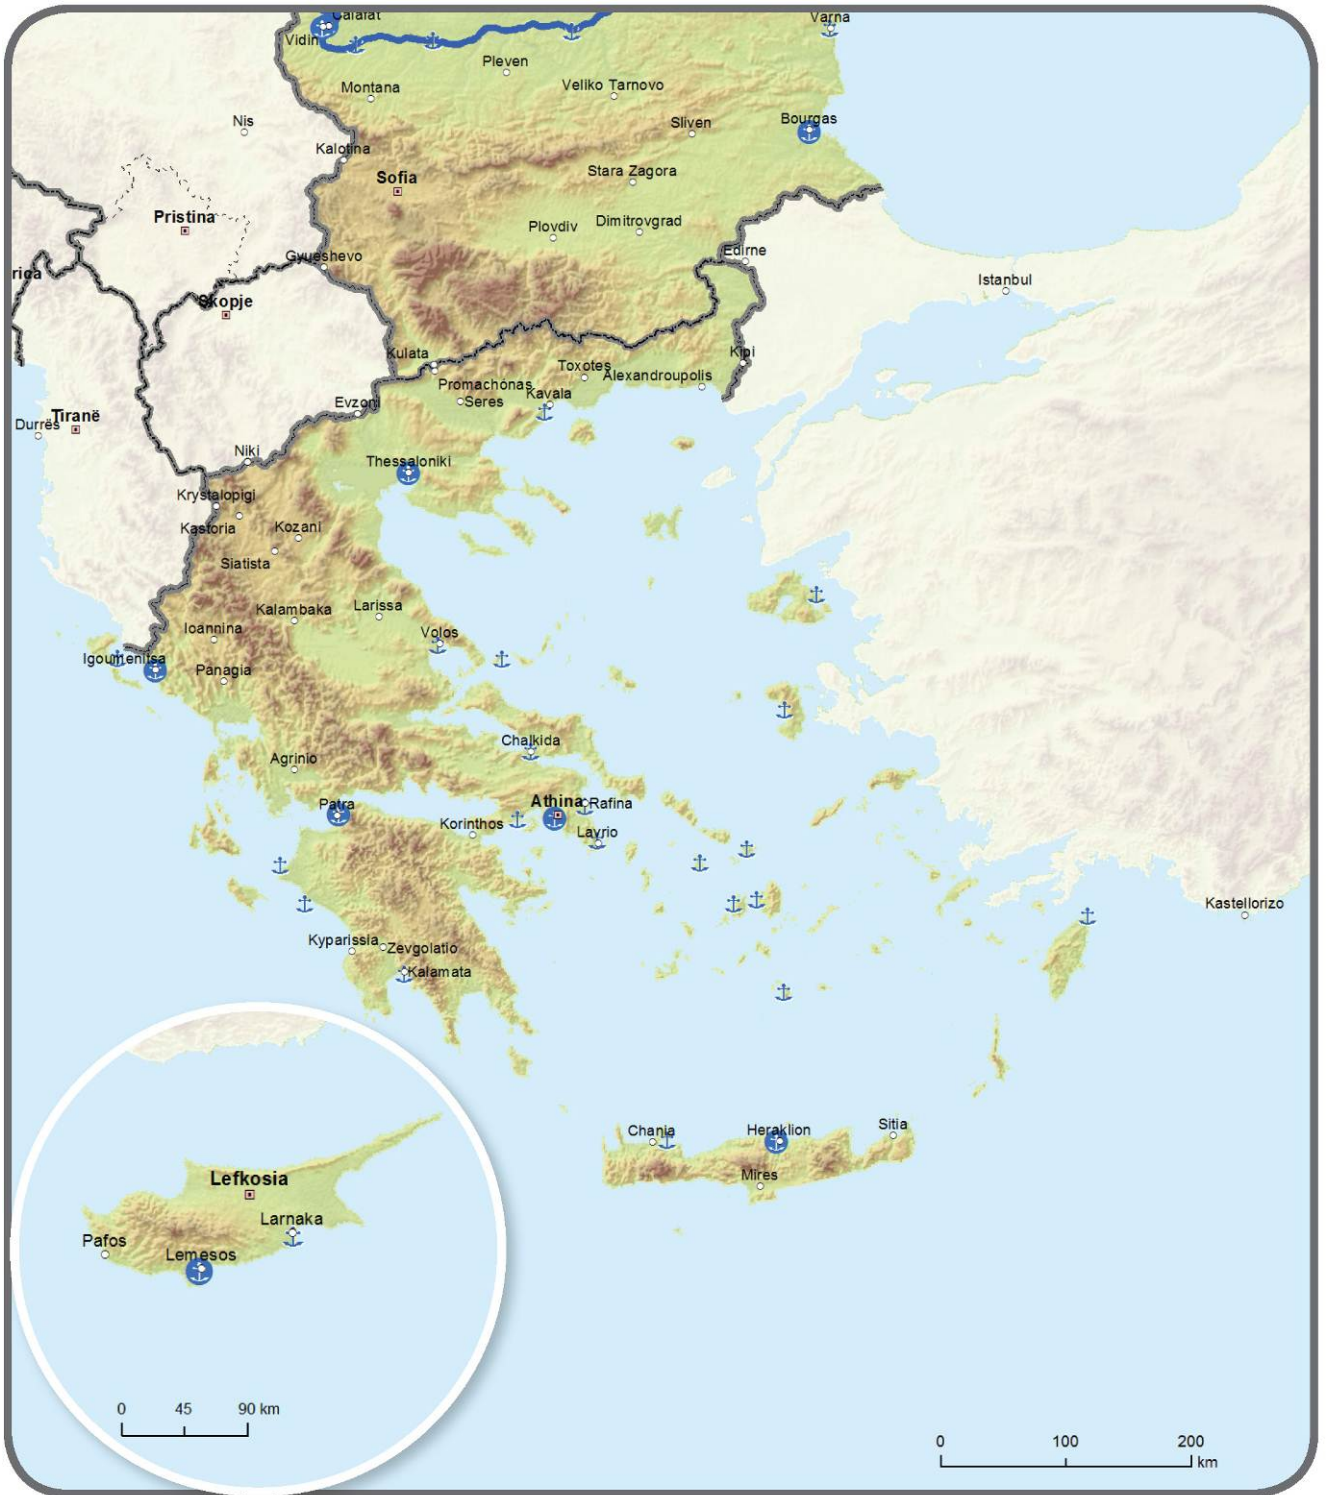 Calafat
Varna
Vidin
Pleven
Montana
Veliko Tarnovo
Nis
Sliven
Bourgas
Kalotina
Sofia
Stara Zagora
Pristina
Plovdiv
Dimitrovgrad
Edirne
Gyueshevo
rica
Istanbul
Skopje
Kulata
Kipi
Toxotes
Alexandroupolis
Promachónas
Kavala
Seres
Evzoni
Tiranë
Durrës
Niki
Thessaloniki
Krystalopigi
Kastoria
Kozani
Siatista
Kalambaka
Larissa
Ioannina
Volos
Igoumenitsa
Panagia
Chalkida
Agrinio
Patra
Athina
Rafina
Korinthos
Lavrio
Kastellorizo
Kyparissia
Zevgolatio
Kalamata
Chania
Heraklion
Sitia
Mires
Lefkosia
Larnaka
Pafos
Lemesos
0 45 90 km
0 100 200
km